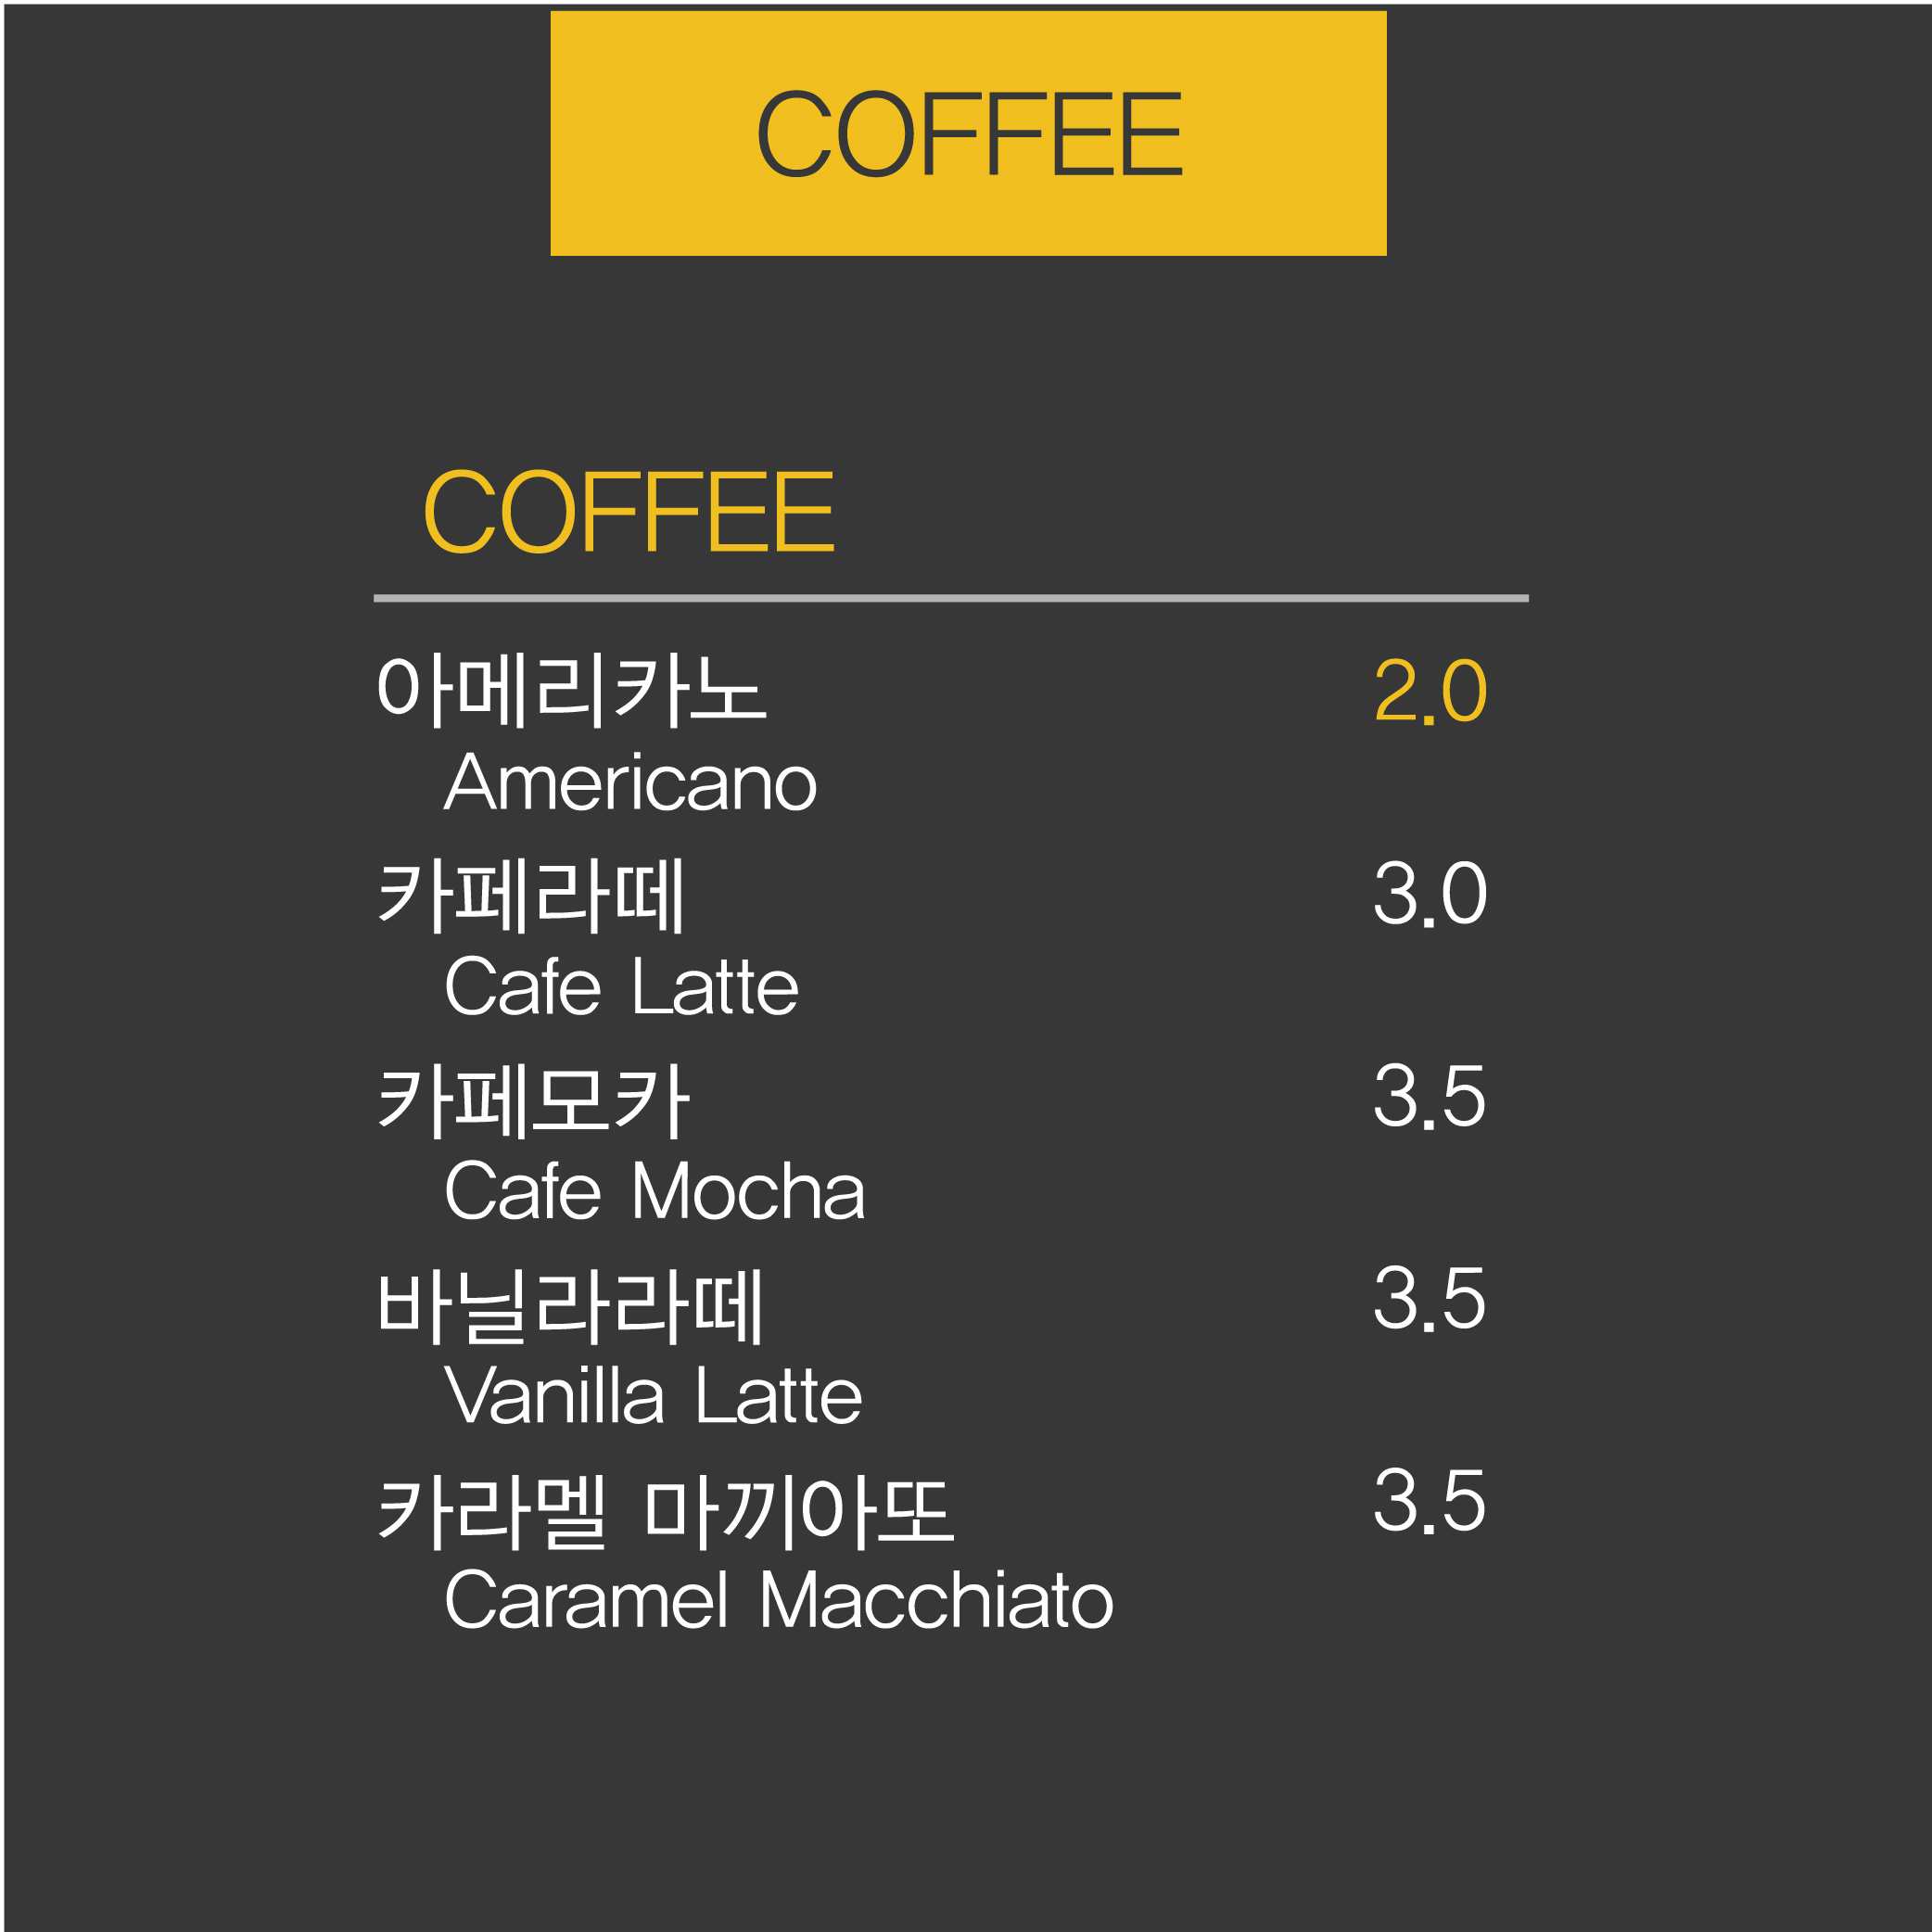 COFFEE
COFFEE
아메리카노 2.0
Americano
카페라떼 3.0
Cafe Latte
카페모카 3.5
Cafe Mocha
바닐라라떼 3.5
Vanilla Latte
카라멜 마끼아또 3.5
Caramel Macchiato